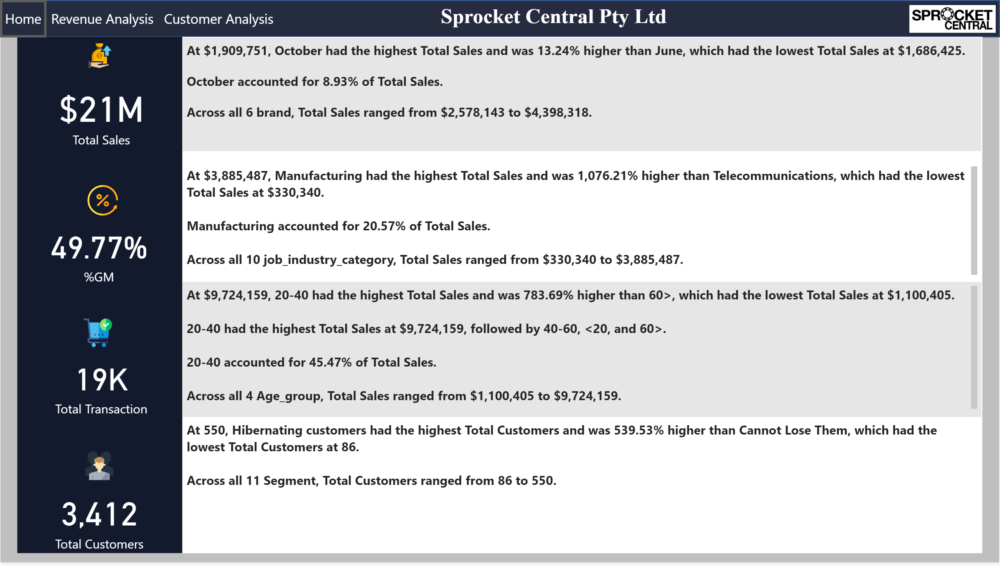 Home Revenue Analysis Customer Analysis
Sprocket Central Pty Ltd
SPROCKET
CENTRAL
$21M
Total Sales
49.77%
%GM
19K
Total Transaction
3,412
Total Customers
At $1,909,751, October had the highest Total Sales and was 13.24% higher than June, which had the lowest Total Sales at $1,686,425.
October accounted for 8.93% of Total Sales.
Across all 6 brand, Total Sales ranged from $2,578,143 to $4,398,318.
At $3,885,487, Manufacturing had the highest Total Sales and was 1,076.21% higher than Telecommunications, which had the lowest
Total Sales at $330,340.
Manufacturing accounted for 20.57% of Total Sales.
Across all 10 job_industry_category, Total Sales ranged from $330,340 to $3,885,487.
At $9,724,159, 20-40 had the highest Total Sales and was 783.69% higher than 60>, which had the lowest Total Sales at $1,100,405.
20-40 had the highest Total Sales at $9,724,159, followed by 40-60, <20, and 60>.
20-40 accounted for 45.47% of Total Sales.
Across all 4 Age_group, Total Sales ranged from $1,100,405 to $9,724,159.
At 550, Hibernating customers had the highest Total Customers and was 539.53% higher than Cannot Lose Them, which had the
lowest Total Customers at 86.
Across all 11 Segment, Total Customers ranged from 86 to 550.